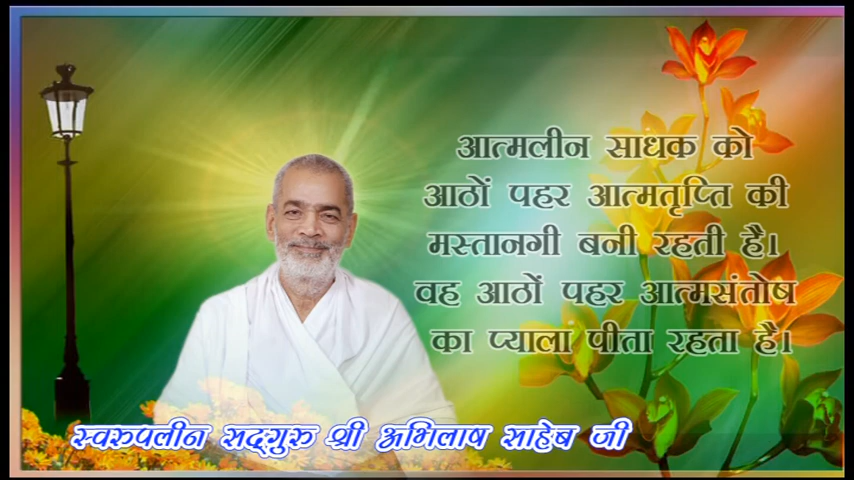 आत्मलीन साधक को
आठों पहर आत्मतृप्ति की
मस्तानगी बनी रहती है।
वह आठों पहर आत्मसंतोष
का प्याला पीता रहता है।
स्वरुपलीन सद्गुरु श्री अभिलाष साहेब जी